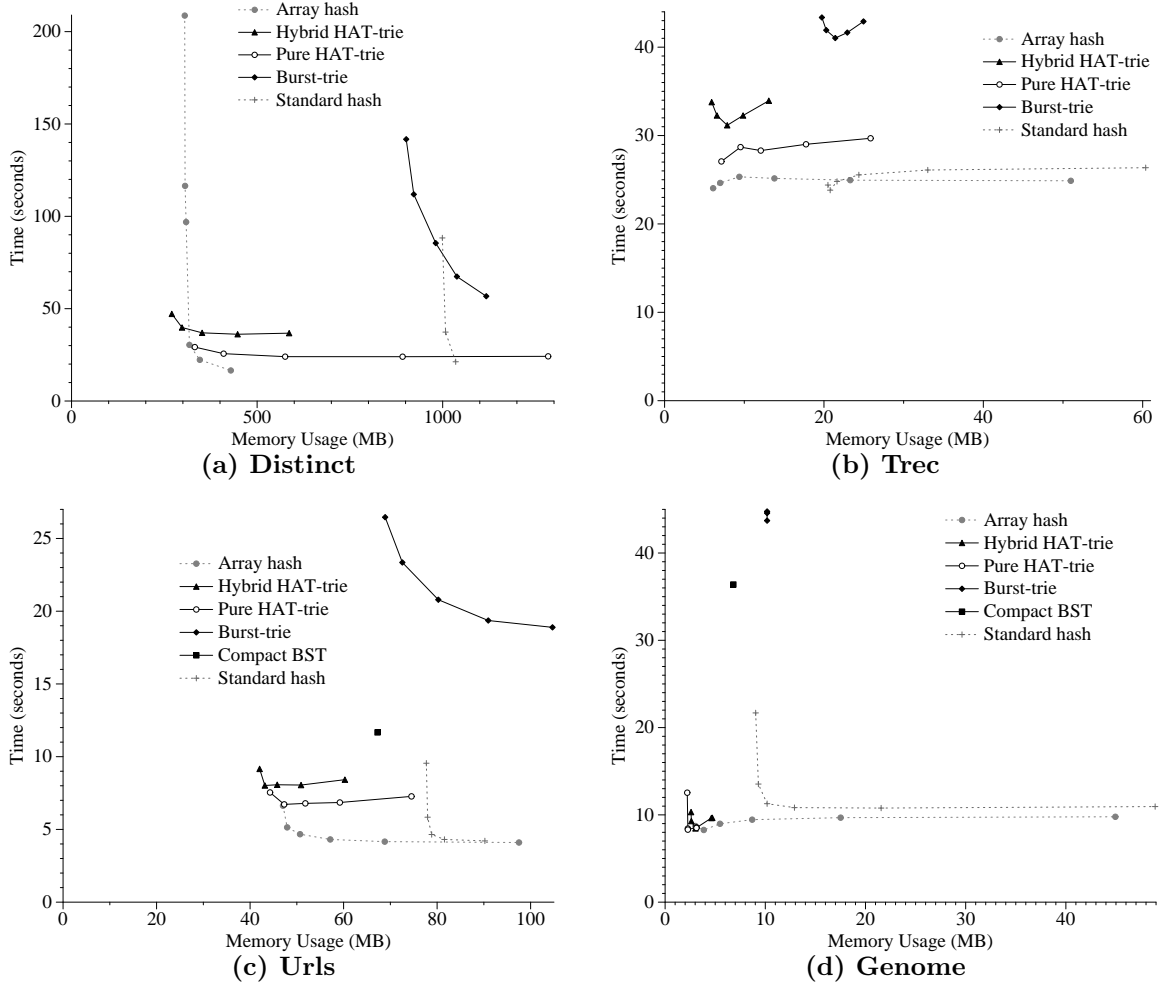 Array hash
Hybrid HAT-trie
Pure HAT-trie
Burst-trie
Standard hash
200
150
100
50
0
Time (seconds)
0
500
1000
Memory Usage (MB)
(a) Distinct
Array hash
Hybrid HAT-trie
Pure HAT-trie
Burst-trie
Standard hash
40
30
20
10
0
Time (seconds)
0
20
40
60
Memory Usage (MB)
(b) Trec
Array hash
Hybrid HAT-trie
Pure HAT-trie
Burst-trie
Compact BST
Standard hash
25
20
15
10
5
0
Time (seconds)
0
20
40
60
80
100
Memory Usage (MB)
(c) Urls
Array hash
Hybrid HAT-trie
Pure HAT-trie
Burst-trie
Compact BST
Standard hash
40
30
20
10
0
Time (seconds)
0
10
20
30
40
Memory Usage (MB)
(d) Genome